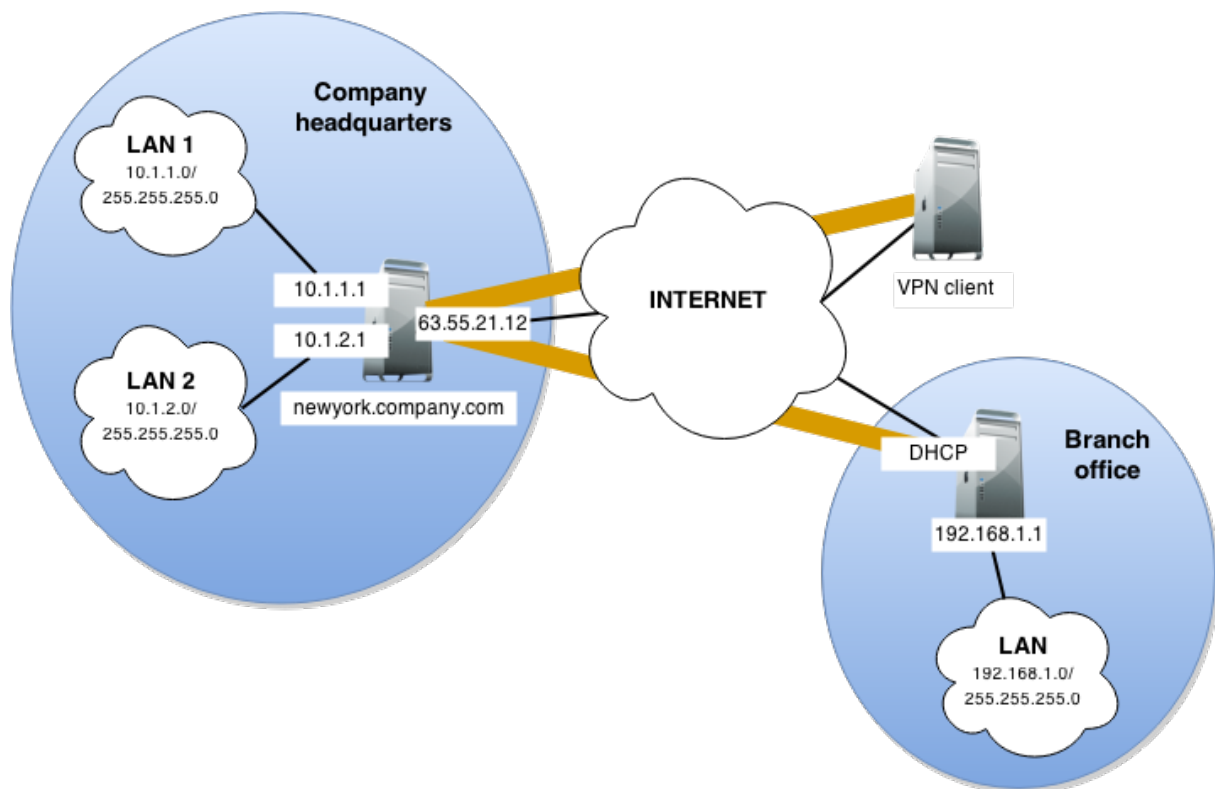 Company
headquarters
LAN 1
10.1.1.0/
255.255.255.0
10.1.1.1
10.1.2.1
63.55.21.12
LAN 2
10.1.2.0/
255.255.255.0
newyork.company.com
INTERNET
VPN client
Branch
office
DHCP
192.168.1.1
LAN
192.168.1.0/
255.255.255.0